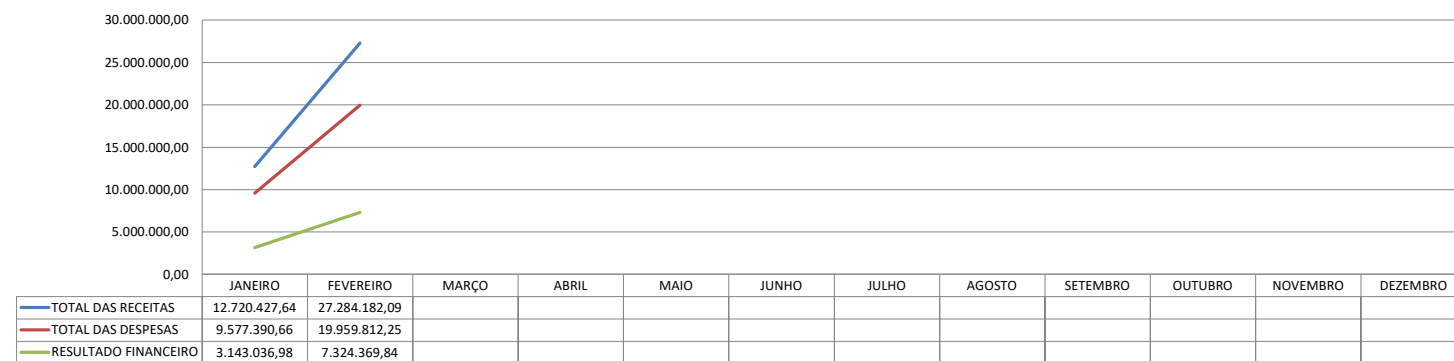 30.000.000,00
25.000.000,00
20.000.000,00
15.000.000,00
10.000.000,00
5.000.000,00
0,00
JANEIRO FEVEREIRO MARÇO ABRIL MAIO JUNHO JULHO AGOSTO SETEMBRO OUTUBRO NOVEMBRO DEZEMBRO
TOTAL DAS RECEITAS 12.720.427,64 27.284.182,09
TOTAL DAS DESPESAS 9.577.390,66 19.959.812,25
RESULTADO FINANCEIRO 3.143.036,98 7.324.369,84